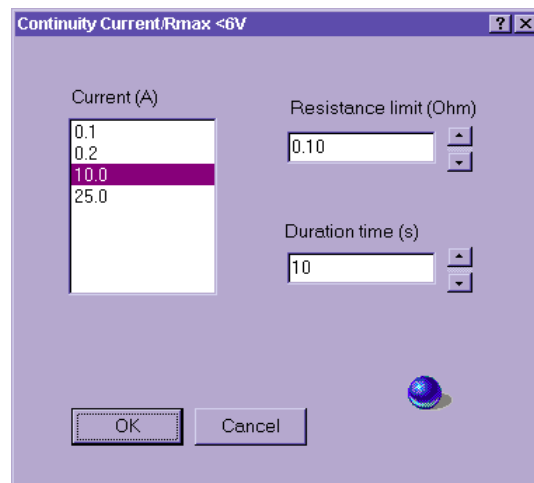 Continuity Current/Rmax <6V
Current (A)
0.1
0.2
10.0
25.0
Resistance limit (Ohm)
0.10
Duration time (s)
10
OK
Cancel